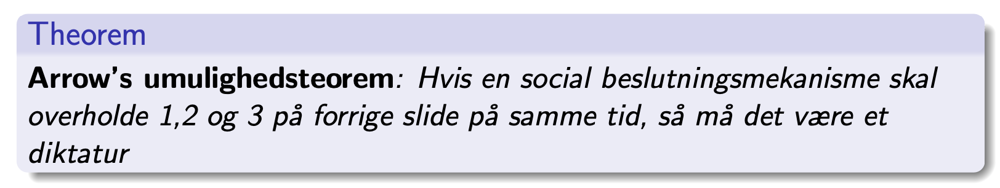 Theorem
Arrow's umulighedsteorem: Hvis en social beslutningsmekanisme skal
overholde 1,2 og 3 på forrige slide på samme tid, så må det være et
diktatur